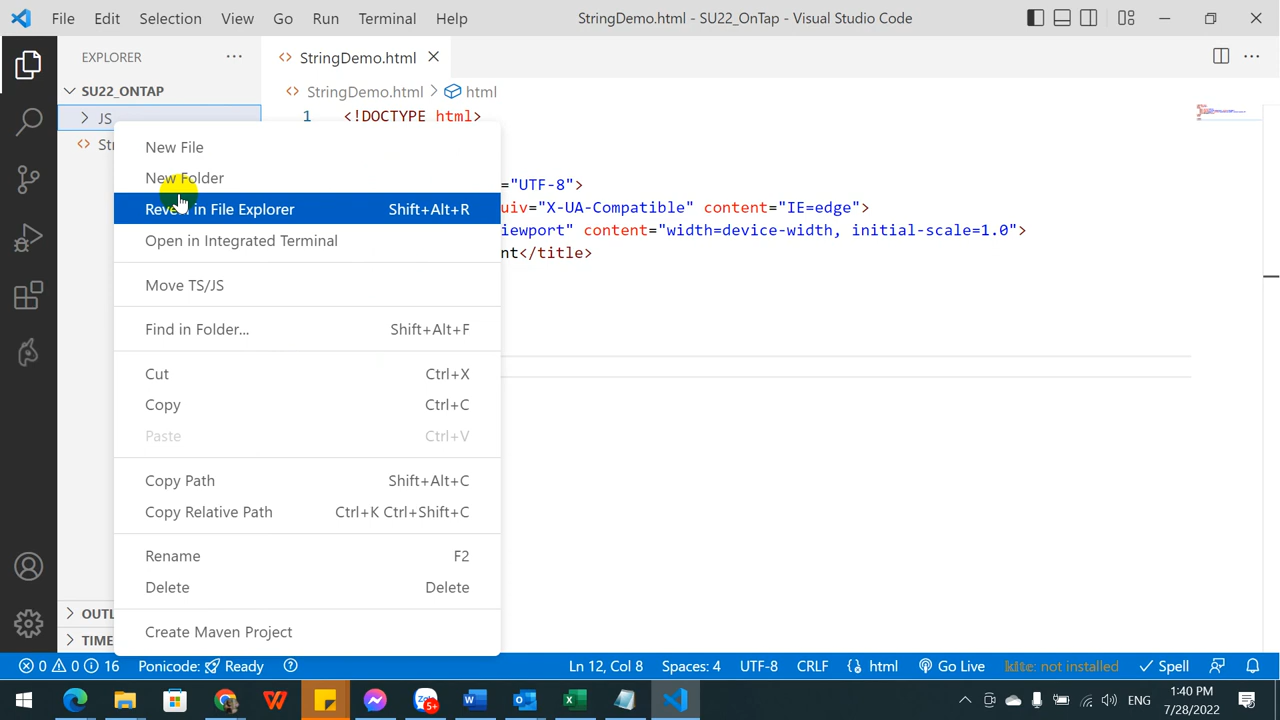 File Edit Selection View Go Run Terminal Help StringDemo.html - SU22_OnTap - Visual Studio Code
EXPLORER
StringDemo.html
SU22_ONTAP
StringDemo.html > html
JS
1 <!DOCTYPE html>
St
New File
New Folder
="UTF-8">
in File Explorer Shift+Alt+R
uiv="X-UA-Compatible" content="IE=edge">
iewport" content="width=device-width, initial-scale=1.0">
Open in Integrated Terminal
nt</title>
Move TS/JS
Find in Folder... Shift+Alt+F
Cut Ctrl+X
Copy Ctrl+C
Paste Ctrl+V
Copy Path Shift+Alt+C
Copy Relative Path Ctrl+K Ctrl+Shift+C
Rename F2
Delete Delete
OUTL
Create Maven Project
TIME
0 0 16 Ponicode: Ready Ln 12, Col 8 Spaces: 4 UTF-8 CRLF html Go Live kite: not installed Spell
5+
ENG
1:40 PM
7/28/2022